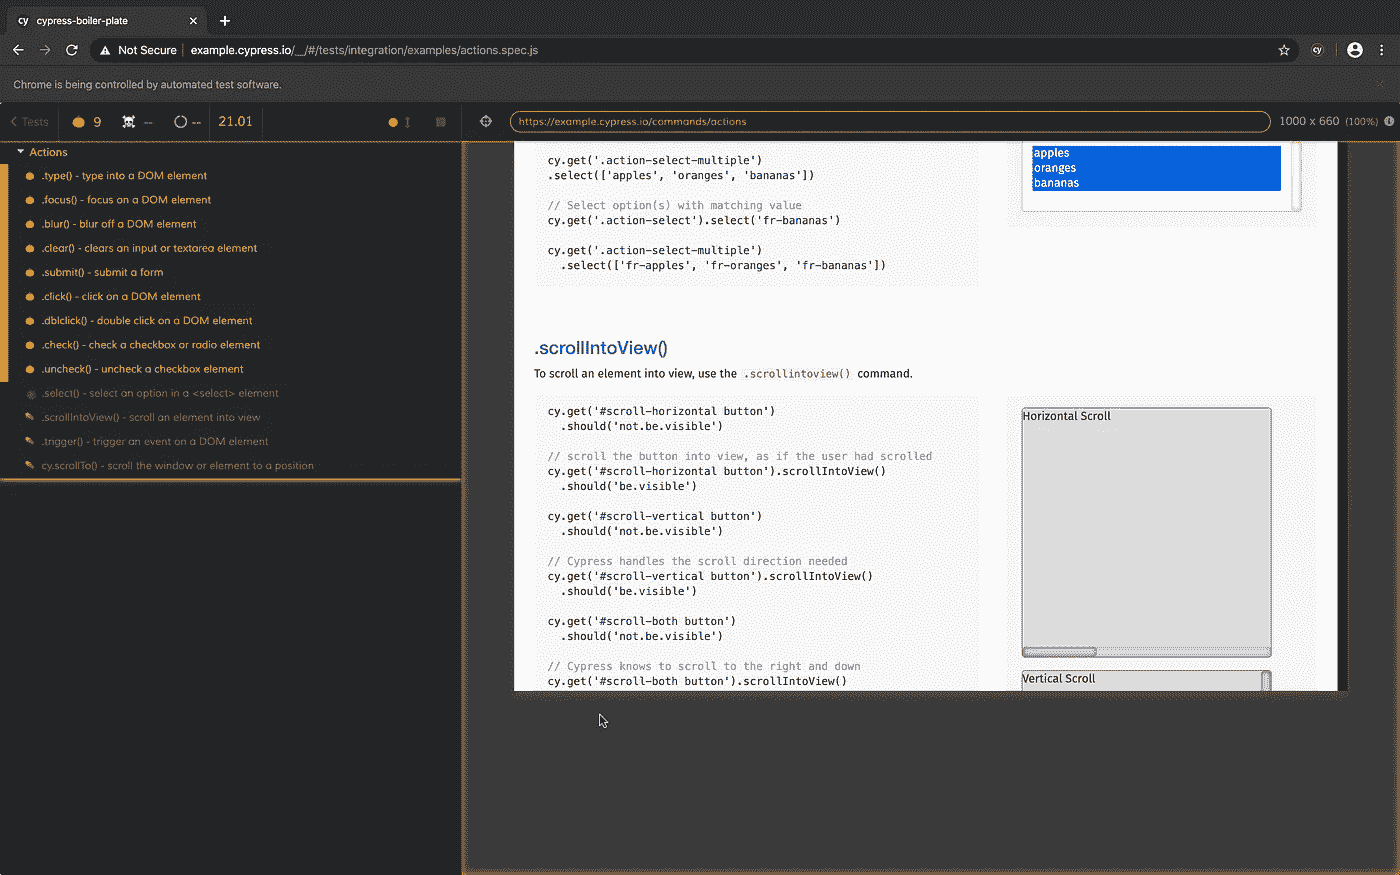 cy cypress-boiler-plate
Not Secure example.cypress.io/__/#/tests/integration/examples/actions.spec.js
cy
Chrome is being controlled by automated test software.
Tests 9 -- -- 21.01
https://example.cypress.io/commands/actions
1000 x 660 (100%)
Actions
.type() - type into a DOM element
.focus() - focus on a DOM element
.blur() - blur off a DOM element
.clear() - clears an input or textarea element
.submit() - submit a form
.click() - click on a DOM element
.dblclick() - double click on a DOM element
.check() - check a checkbox or radio element
.uncheck() - uncheck a checkbox element
.select() - select an option in a <select> element
.scrollIntoView() - scroll an element into view
.trigger() - trigger an event on a DOM element
cy.scrollTo() - scroll the window or element to a position
cy.get('.action-select-multiple')
.select(['apples', 'oranges', 'bananas'])
// Select option(s) with matching value
cy.get('.action-select').select('fr-bananas')
cy.get('.action-select-multiple')
.select(['fr-apples', 'fr-oranges', 'fr-bananas'])
apples
oranges
bananas
.scrollIntoView()
To scroll an element into view, use the .scrollintoview() command.
cy.get('#scroll-horizontal button')
.should('not.be.visible')
// scroll the button into view, as if the user had scrolled
cy.get('#scroll-horizontal button').scrollIntoView()
.should('be.visible')
cy.get('#scroll-vertical button')
.should('not.be.visible')
// Cypress handles the scroll direction needed
cy.get('#scroll-vertical button').scrollIntoView()
.should('be.visible')
cy.get('#scroll-both button')
.should('not.be.visible')
// Cypress knows to scroll to the right and down
cy.get('#scroll-both button').scrollIntoView()
Horizontal Scroll
Vertical Scroll